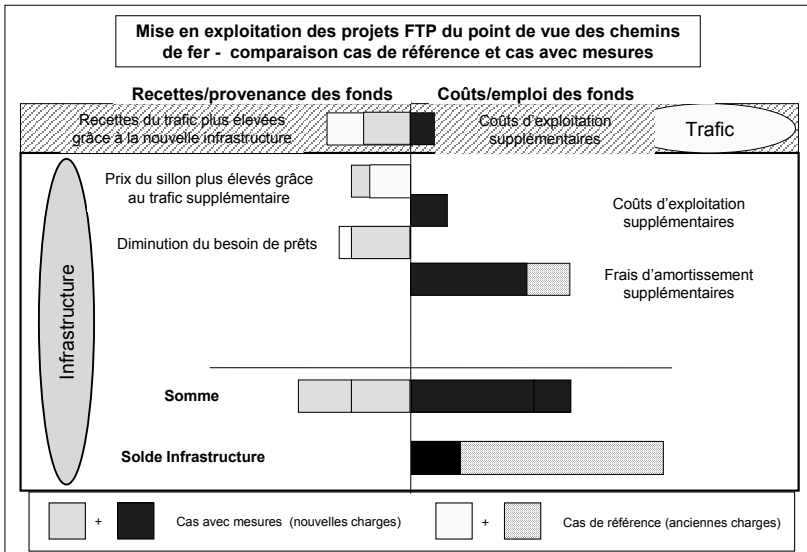 Mise en exploitation des projets FTP du point de vue des chemins
de fer - comparaison cas de référence et cas avec mesures
Recettes/provenance des fonds
Coûts/emploi des fonds
Recettes du trafic plus élevées
grâce à la nouvelle infrastructure
Coûts d'exploitation
supplémentaires
Trafic
Prix du sillon plus élevés grâce
au trafic supplémentaire
Coûts d'exploitation
supplémentaires
Diminution du besoin de prêts
Frais d'amortissement
supplémentaires
Infrastructure
Somme
Solde Infrastructure
+
Cas avec mesures (nouvelles charges)
+
Cas de référence (anciennes charges)